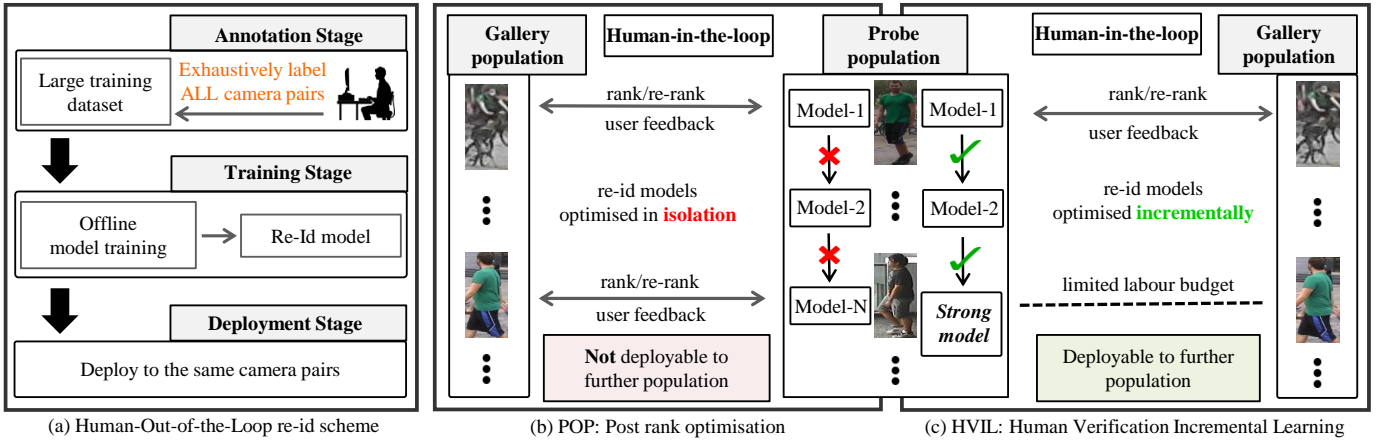 Annotation Stage
Large training
dataset
Exhaustively label
ALL camera pairs
Training Stage
Offline
model training
Re-Id model
Deployment Stage
Deploy to the same camera pairs
(a) Human-Out-of-the-Loop re-id scheme
Gallery
population
Human-in-the-loop
rank/re-rank
user feedback
re-id models
optimised in isolation
rank/re-rank
user feedback
Not deployable to
further population
(b) POP: Post rank optimisation
Probe
population
Model-1
Model-2
Model-N
Model-1
Model-2
Strong
model
Human-in-the-loop
Gallery
population
rank/re-rank
user feedback
re-id models
optimised incrementally
limited labour budget
Deployable to further
population
(c) HVIL: Human Verification Incremental Learning